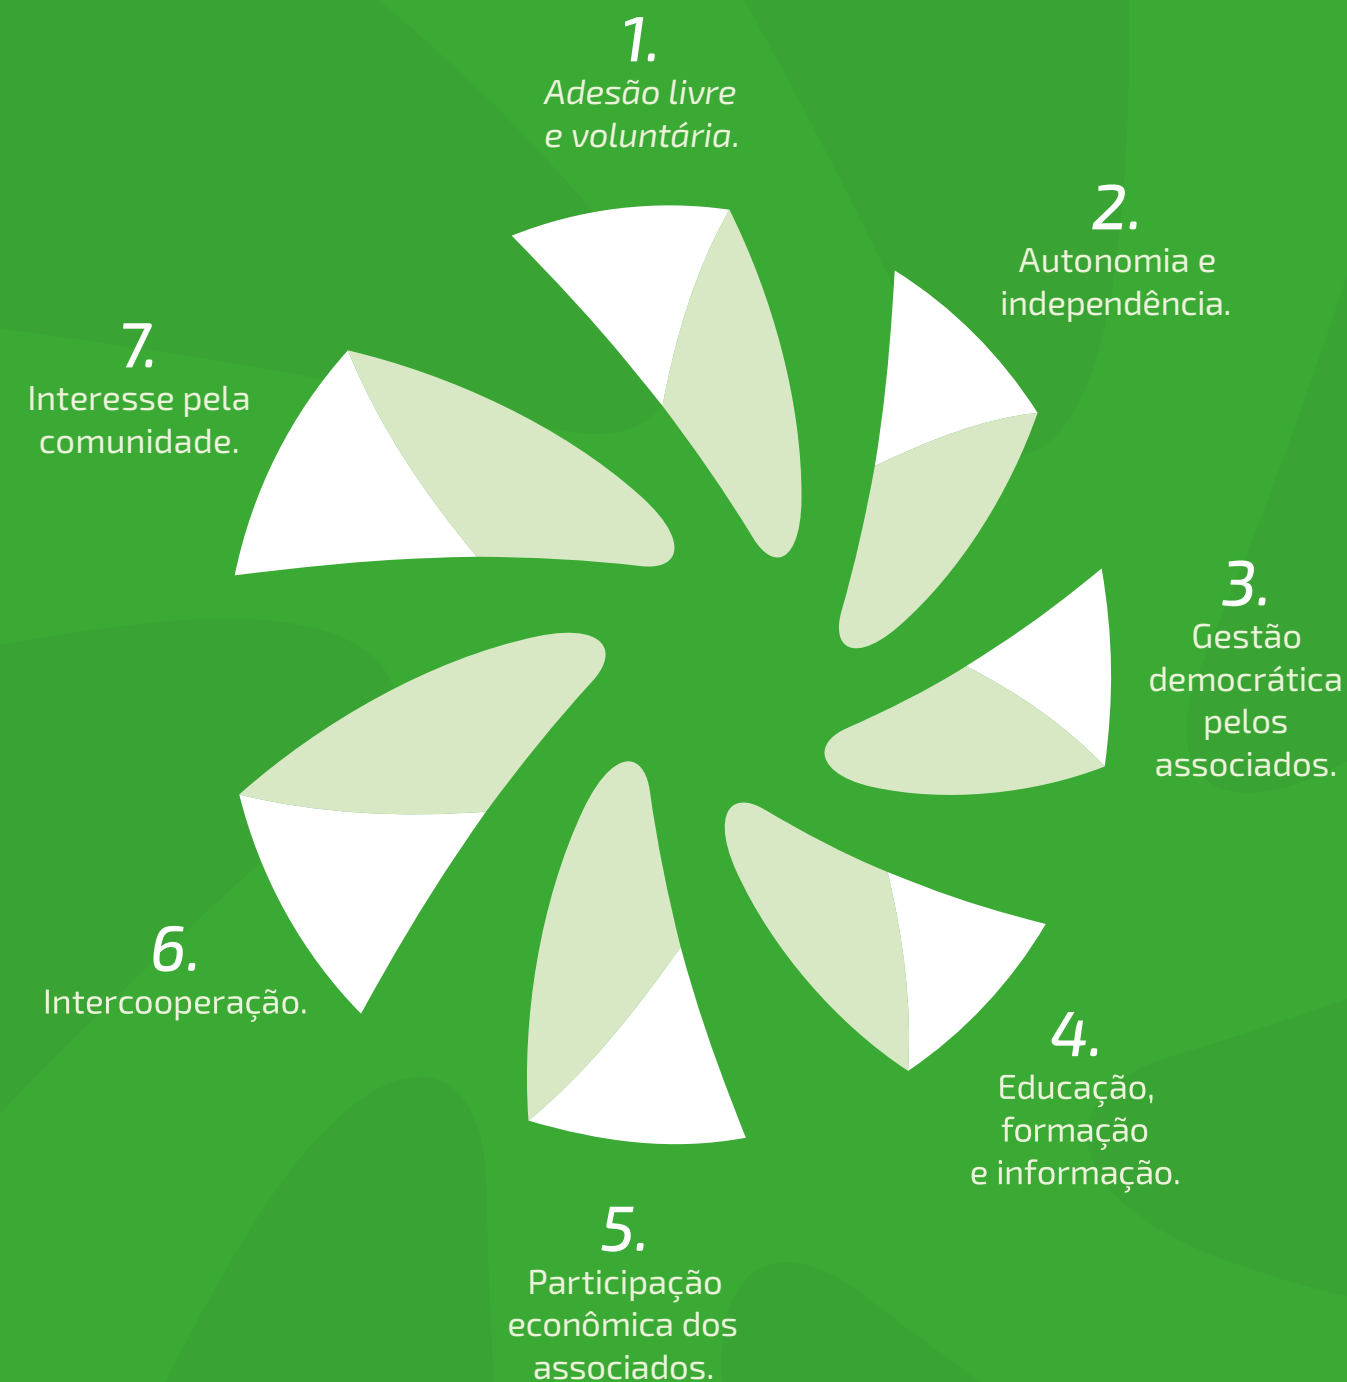 1.
Adesão livre
e voluntária.
2.
Autonomia e
independência.
3.
Gestão
democrática
pelos
associados.
4.
Educação,
formação
e informação.
5.
Participação
econômica dos
associados.
6.
Intercooperação.
7.
Interesse pela
comunidade.